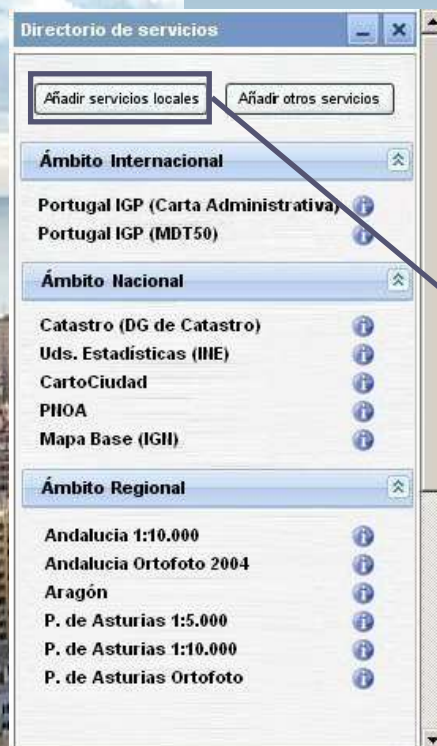 Directorio de servicios
Añadir servicios locales Añadir otros servicios
Ámbito Internacional
Portugal IGP (Carta Administrativa)
Portugal IGP (MDT50)
Ámbito Nacional
Catastro (DG de Catastro)
Uds. Estadísticas (INE)
CartoCiudad
PNOA
Mapa Base (IGN)
Ámbito Regional
Andalucia 1:10.000
Andalucia Ortofoto 2004
Aragón
P. de Asturias 1:5.000
P. de Asturias 1:10.000
P. de Asturias Ortofoto